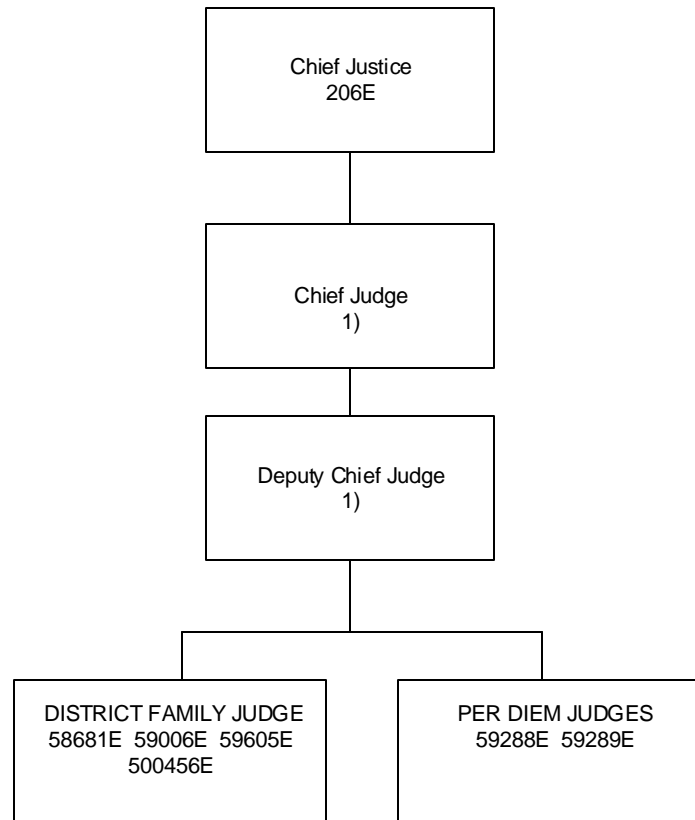 Chief Justice
206E
Chief Judge
1)
Deputy Chief Judge
1)
DISTRICT FAMILY JUDGE
58681E 59006E 59605E
500456E
PER DIEM JUDGES
59288E 59289E